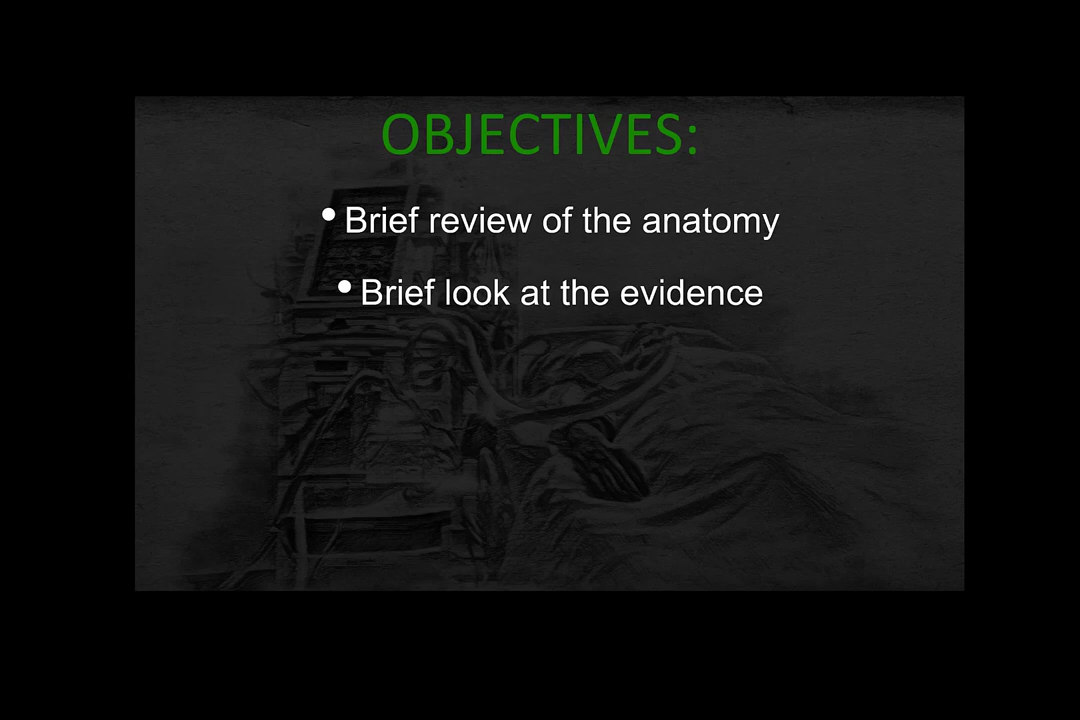 OBJECTIVES:
• Brief review of the anatomy
• Brief look at the evidence